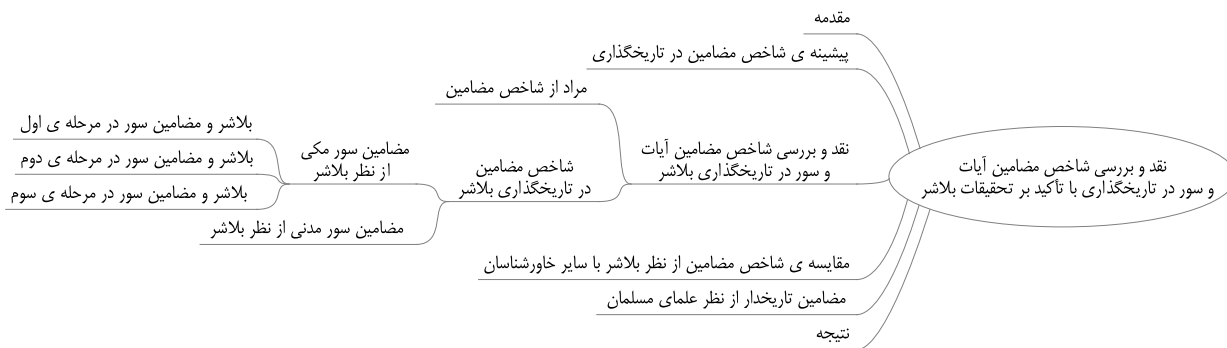 نقد و بررسی شاخص مضامین آیات
و سور در تاریخگذاری با تأکید بر تحقیقات بلاشر
مقدمه
پیشینه ی شاخص مضامین در تاریخگذاری
نقد و بررسی شاخص مضامین آیات
و سور در تاریخگذاری بلاشر
مراد از شاخص مضامین
شاخص مضامین
در تاریخگذاری بلاشر
مضامین سور مکی
از نظر بلاشر
بلاشر و مضامین سور در مرحله ی اول
بلاشر و مضامین سور در مرحله ی دوم
بلاشر و مضامین سور در مرحله ی سوم
مضامین سور مدنی از نظر بلاشر
مقایسه ی شاخص مضامین از نظر بلاشر با سایر خاورشناسان
مضامین تاریخدار از نظر علمای مسلمان
نتیجه